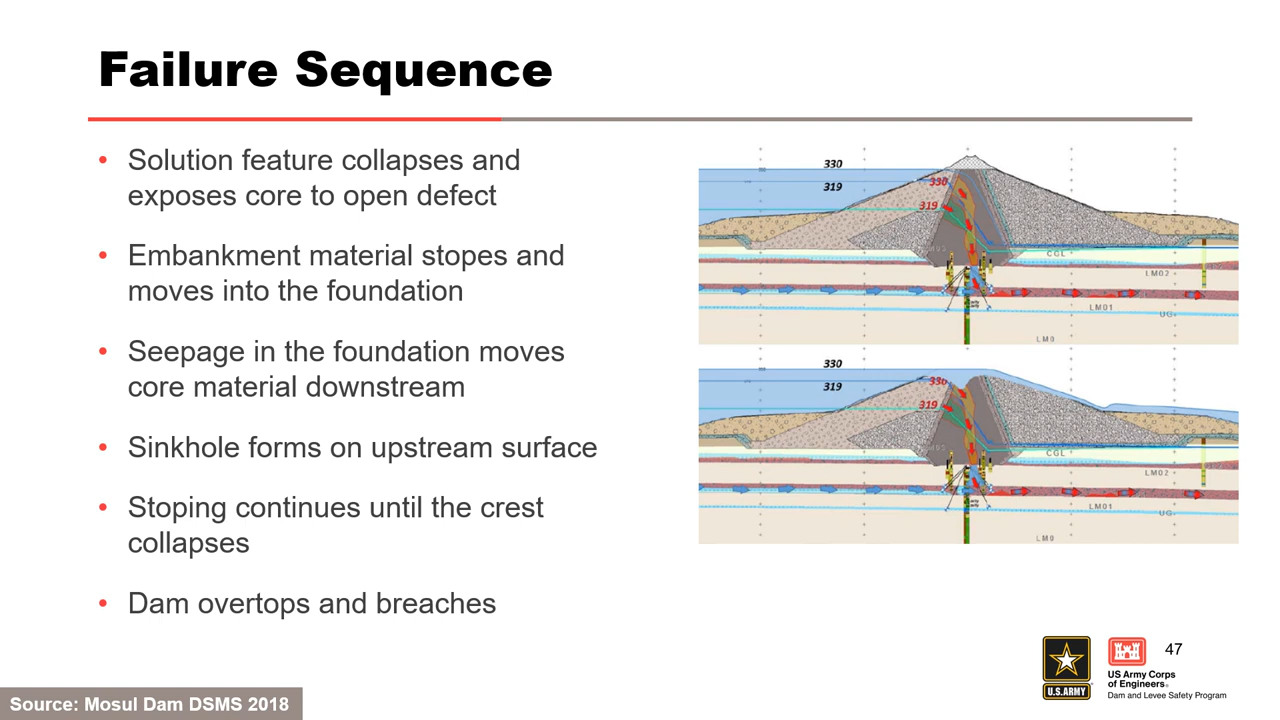 Failure Sequence
• Solution feature collapses and
exposes core to open defect
• Embankment material stopes and
moves into the foundation
• Seepage in the foundation moves
core material downstream
• Sinkhole forms on upstream surface
• Stoping continues until the crest
collapses
• Dam overtops and breaches
330
319
330
319
CGL
LM02
LM01
UG
LM0
330
319
330
319
CGL
LM02
LM01
UG
LM0
U.S.ARMY
US Army Corps
of Engineers®
Dam and Levee Safety Program
47
Source: Mosul Dam DSMS 2018